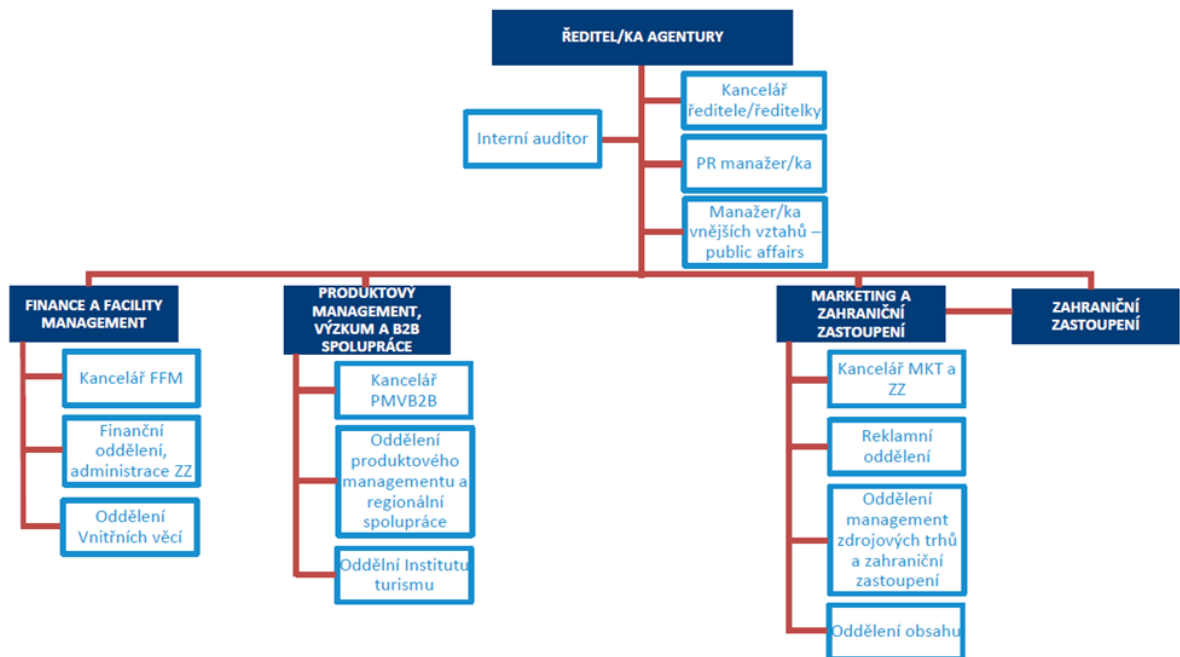 ŘEDITEL/KA AGENTURY
Kancelář
ředitele/ředitelky
Interní auditor
PR manažer/ka
Manažer/ka
vnějších vztahů –
public affairs
FINANCE A FACILITY
MANAGEMENT
PRODUKTOVÝ
MANAGEMENT,
VÝZKUM A B2B
SPOLUPRÁCE
MARKETING A
ZAHRANIČNÍ
ZASTOUPENÍ
ZAHRANIČNÍ
ZASTOUPENÍ
Kancelář FFM
Finanční
oddělení,
administrace ZZ
Oddělení
Vnitřních věcí
Kancelář
PMVB2B
Oddělení
produktového
managementu a
regionální
spolupráce
Oddělní Institutu
turismu
Kancelář MKT a
ZZ
Reklamní
oddělení
Oddělení
management
zdrojových trhů
a zahraniční
zastoupení
Oddělení obsahu